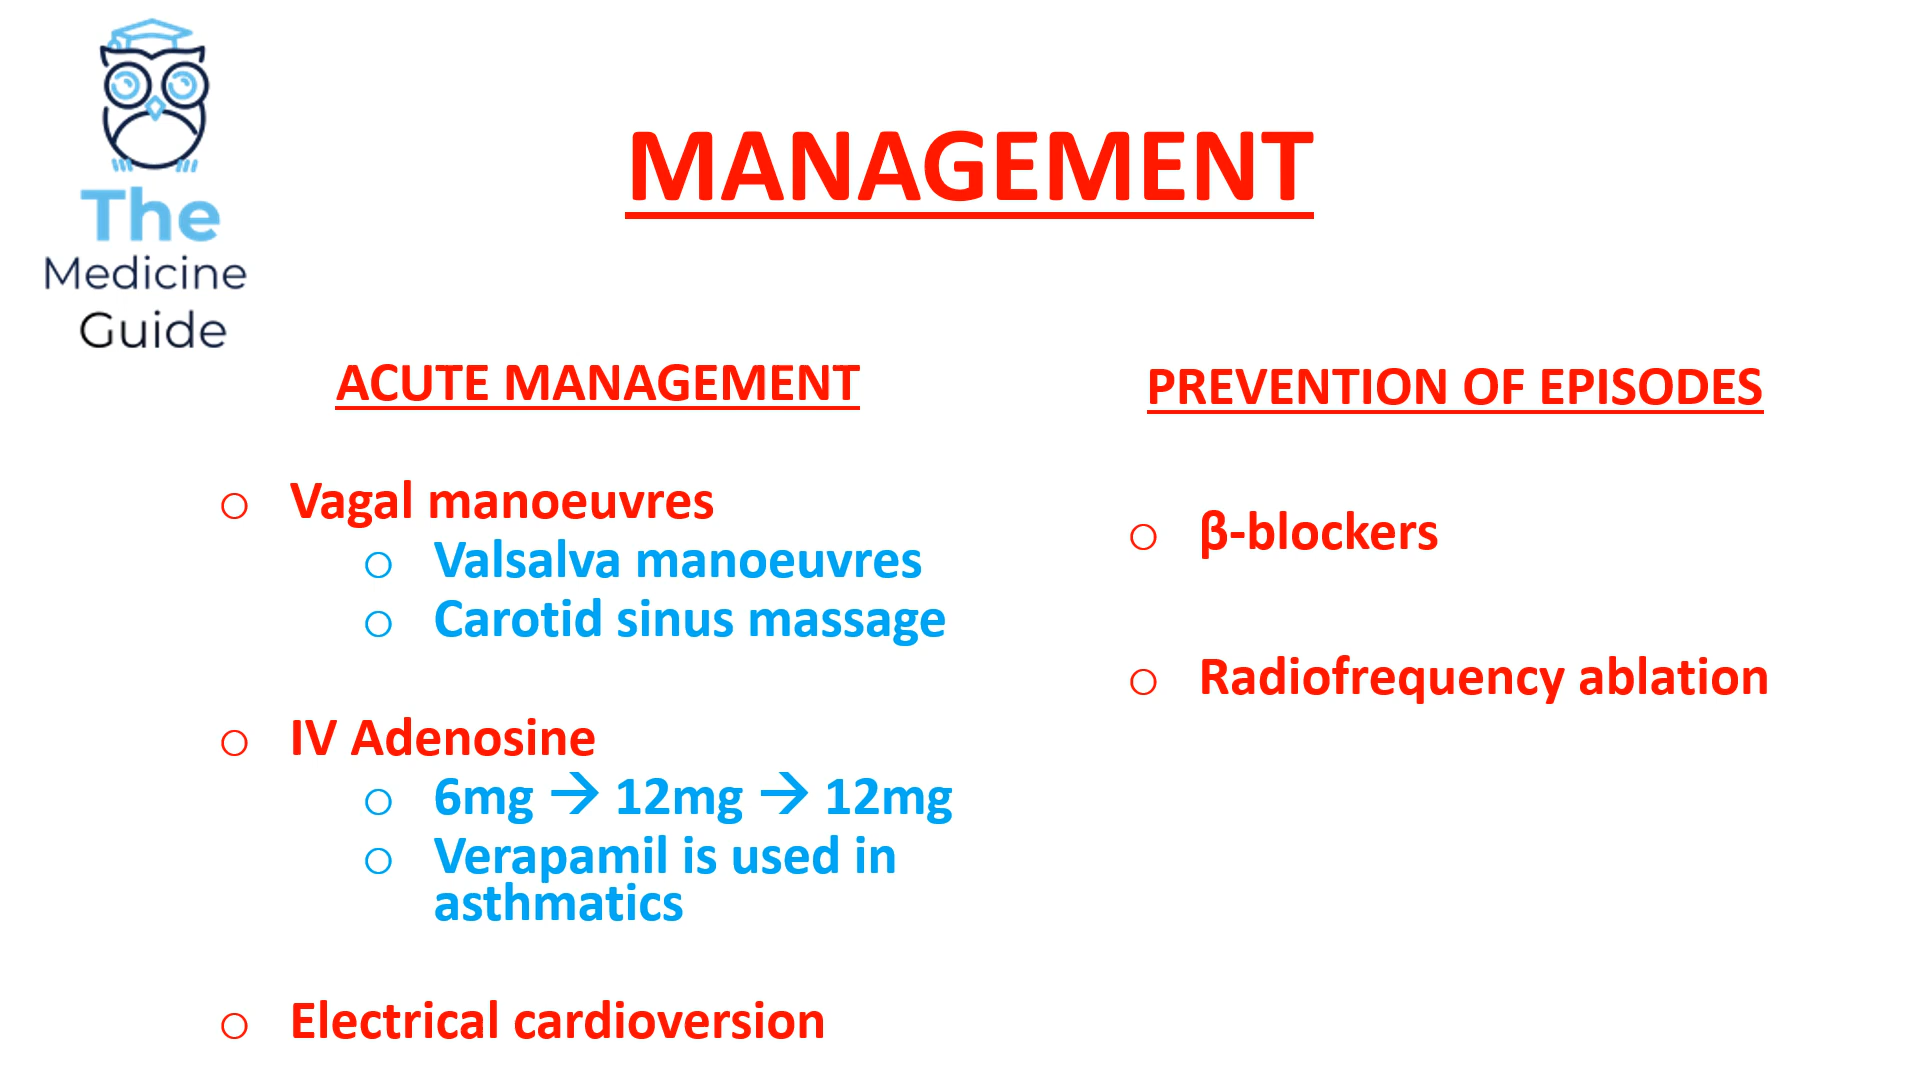 The
Medicine
Guide
MANAGEMENT
ACUTE MANAGEMENT
Vagal manoeuvres
Valsalva manoeuvres
Carotid sinus massage
IV Adenosine
6mg → 12mg → 12mg
Verapamil is used in
asthmatics
Electrical cardioversion
PREVENTION OF EPISODES
β-blockers
Radiofrequency ablation